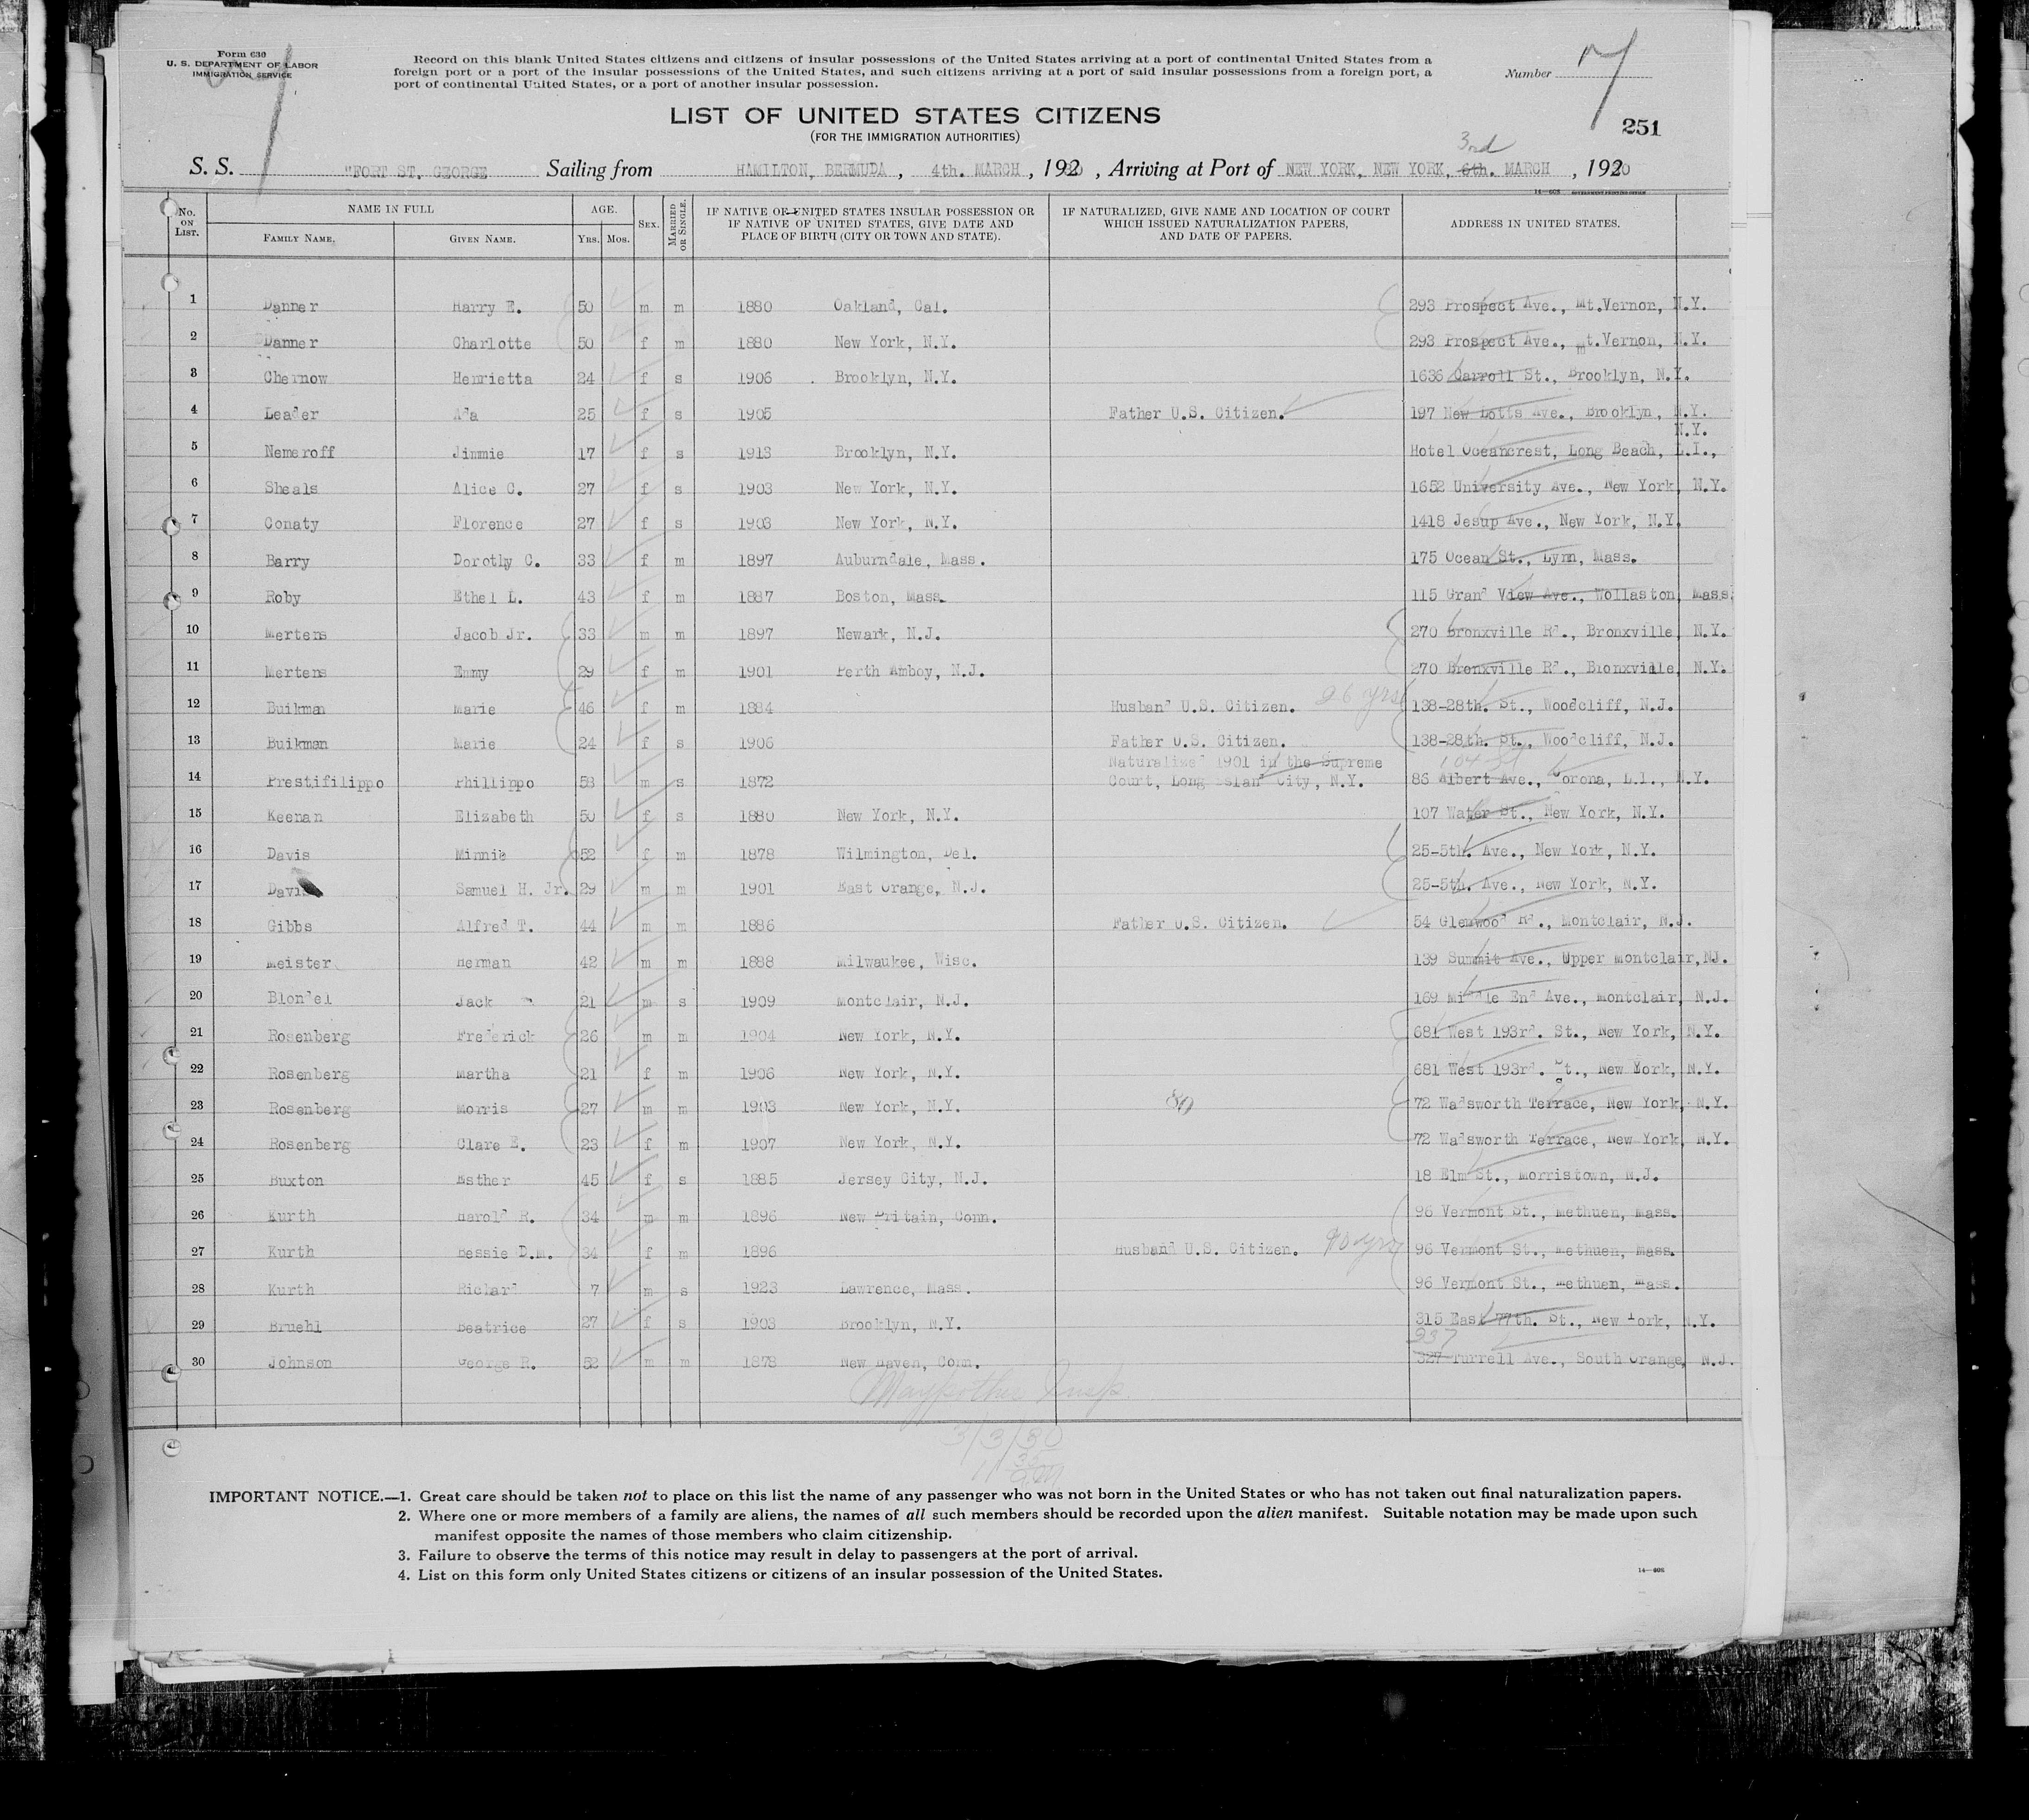 Form 630
U. S. DEPARTMENT OF LABOR
IMMIGRATION SERVICE
Record on this blank United States citizens and citizens of insular possessions of the United States arriving at a port of continental United States from a
foreign port or a port of the insular possessions of the United States, and such citizens arriving at a port of said insular possessions from a foreign port, a
port of continental United States, or a port of another insular possession.
Number
251
LIST OF UNITED STATES CITIZENS
(FOR THE IMMIGRATION AUTHORITIES)
3rd
S. S. "FORT ST. GEORGE Sailing from HAMILTON, BERMUDA, 4th. MARCH, 1930, Arriving at Port of NEW YORK, NEW YORK, 6th. MARCH, 1930
14—608 GOVERNMENT PRINTING OFFICE
No. ON LIST. NAME IN FULL AGE. SEX. MARRIED OR SINGLE. IF NATIVE OF UNITED STATES INSULAR POSSESSION OR IF NATIVE OF UNITED STATES, GIVE DATE AND PLACE OF BIRTH (CITY OR TOWN AND STATE). IF NATURALIZED, GIVE NAME AND LOCATION OF COURT WHICH ISSUED NATURALIZATION PAPERS, AND DATE OF PAPERS. ADDRESS IN UNITED STATES.
FAMILY NAME. GIVEN NAME. Yrs. Mos.
1 Danner Harry E. 50 m m 1880 Oakland, Cal. 293 Prospect Ave., Mt.Vernon, N.Y.
2 Danner Charlotte 50 f m 1880 New York, N.Y. 293 Prospect Ave., mt.Vernon, N.Y.
3 Chernow Henrietta 24 f s 1906 Brooklyn, N.Y. 1636 Carroll St., Brooklyn, N.Y.
4 Leader Ada 25 f s 1905 Father U.S. Citizen. 197 New Lotts Ave., Brooklyn, N.Y.
N.Y.
5 Nemeroff Jimmie 17 f s 1913 Brooklyn, N.Y. Hotel Oceancrest, Long Beach, L.I.,
6 Sheals Alice C. 27 f s 1903 New York, N.Y. 1652 University Ave., New York, N.Y.
7 Conaty Florence 27 f s 1903 New York, N.Y. 1418 Jesup Ave., New York, N.Y.
8 Barry Dorothy C. 33 f m 1897 Auburndale, Mass. 175 Ocean St., Lynn, Mass.
9 Roby Ethel L. 43 f m 1887 Boston, Mass. 115 Grand View Ave., Wollaston, Mass.
10 Mertens Jacob Jr. 33 m m 1897 Newark, N.J. 270 Bronxville Rd., Bronxville, N.Y.
11 Mertens Emmy 29 f m 1901 Perth Amboy, N.J. 270 Bronxville Rd., Bronxville, N.Y.
12 Buikman Marie 46 f m 1884 Husband U.S. Citizen. 26 yrs 138-28th. St., Woodcliff, N.J.
13 Buikman Marie 24 f s 1906 Father U.S. Citizen. 138-28th. St., Woodcliff, N.J.
Naturalized 1901 in the Supreme
14 Prestifilippo Phillippo 58 m s 1872 Court, Long Island City, N.Y. 86 Albert Ave., Corona, L.I., N.Y.
15 Keenan Elizabeth 50 f s 1880 New York, N.Y. 107 Water St., New York, N.Y.
16 Davis Minnie 52 f m 1878 Wilmington, Del. 25-5th. Ave., New York, N.Y.
17 Davis Samuel H. Jr. 29 m m 1901 East Orange, N.J. 25-5th. Ave., New York, N.Y.
18 Gibbs Alfred T. 44 m m 1886 Father U.S. Citizen. 54 Glenwood Rd., Montclair, N.J.
19 Meister Herman 42 m m 1888 Milwaukee, Wisc. 139 Summit Ave., Upper Montclair, NJ.
20 Blondel Jack 21 m s 1909 Montclair, N.J. 169 Middle End Ave., Montclair, N.J.
21 Rosenberg Frederick 26 m m 1904 New York, N.Y. 681 West 193rd. St., New York, N.Y.
22 Rosenberg Martha 21 f m 1906 New York, N.Y. 681 West 193rd. St., New York, N.Y.
23 Rosenberg Morris 27 m m 1903 New York, N.Y. 72 Wadsworth Terrace, New York, N.Y.
24 Rosenberg Clare E. 23 f m 1907 New York, N.Y. 72 Wadsworth Terrace, New York, N.Y.
25 Buxton Esther 45 f s 1885 Jersey City, N.J. 18 Elm St., Morristown, N.J.
26 Kurth Harold R. 34 m m 1896 New Britain, Conn. 96 Vermont St., Methuen, Mass.
27 Kurth Bessie D.M. 34 f m 1896 Husband U.S. Citizen. yrs 96 Vermont St., Methuen, Mass.
28 Kurth Richard 7 m s 1923 Lawrence, Mass. 96 Vermont St., Methuen, Mass.
29 Bruehl Beatrice 27 f s 1903 Brooklyn, N.Y. 315 East 77th. St., New York, N.Y.
237
30 Johnson George R. 52 m m 1878 New Haven, Conn. 327 Turrell Ave., South Orange, N.J.
Insp.
3/3/30
IMPORTANT NOTICE.—1. Great care should be taken not to place on this list the name of any passenger who was not born in the United States or who has not taken out final naturalization papers.
2. Where one or more members of a family are aliens, the names of all such members should be recorded upon the alien manifest. Suitable notation may be made upon such
manifest opposite the names of those members who claim citizenship.
3. Failure to observe the terms of this notice may result in delay to passengers at the port of arrival.
4. List on this form only United States citizens or citizens of an insular possession of the United States.
14—608